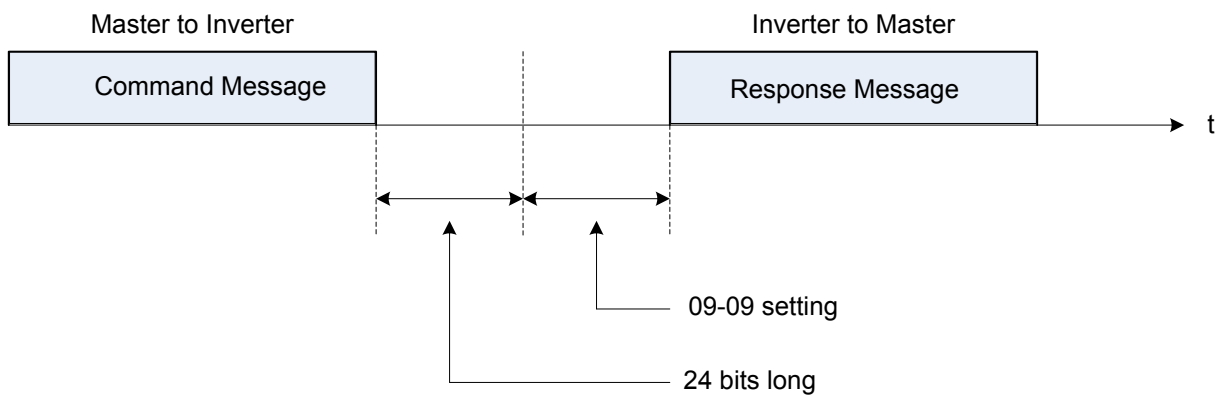 Master to Inverter
Inverter to Master
Command Message
Response Message
t
09-09 setting
24 bits long